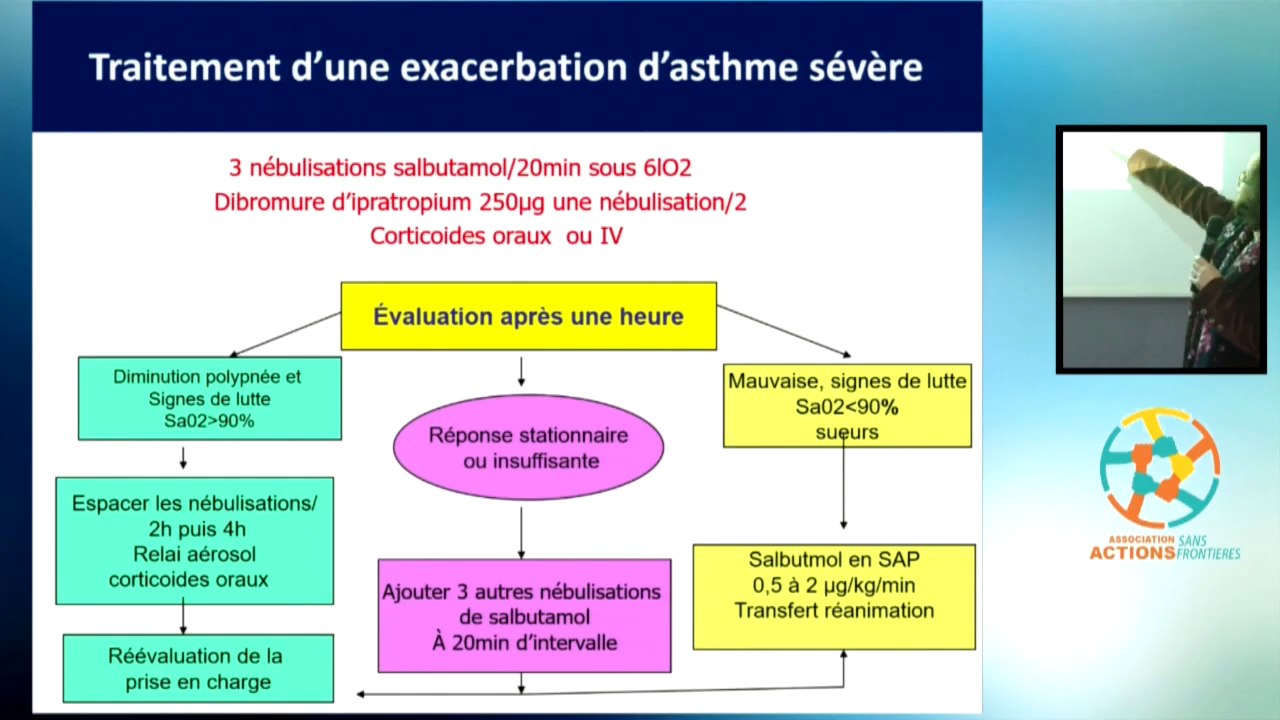 Traitement d'une exacerbation d'asthme sévère
3 nébulisations salbutamol/20min sous 6lO2
Dibromure d'ipratropium 250µg une nébulisation/2
Corticoides oraux ou IV
Évaluation après une heure
Diminution polypnée et
Signes de lutte
Sa02>90%
Espacer les nébulisations/
2h puis 4h
Relai aérosol
corticoides oraux
Réévaluation de la
prise en charge
Réponse stationnaire
ou insuffisante
Ajouter 3 autres nébulisations
de salbutamol
À 20min d'intervalle
Mauvaise, signes de lutte
Sa02<90%
sueurs
Salbutmol en SAP
0,5 à 2 µg/kg/min
Transfert réanimation
ASSOCIATION SANS
ACTIONS FRONTIERES